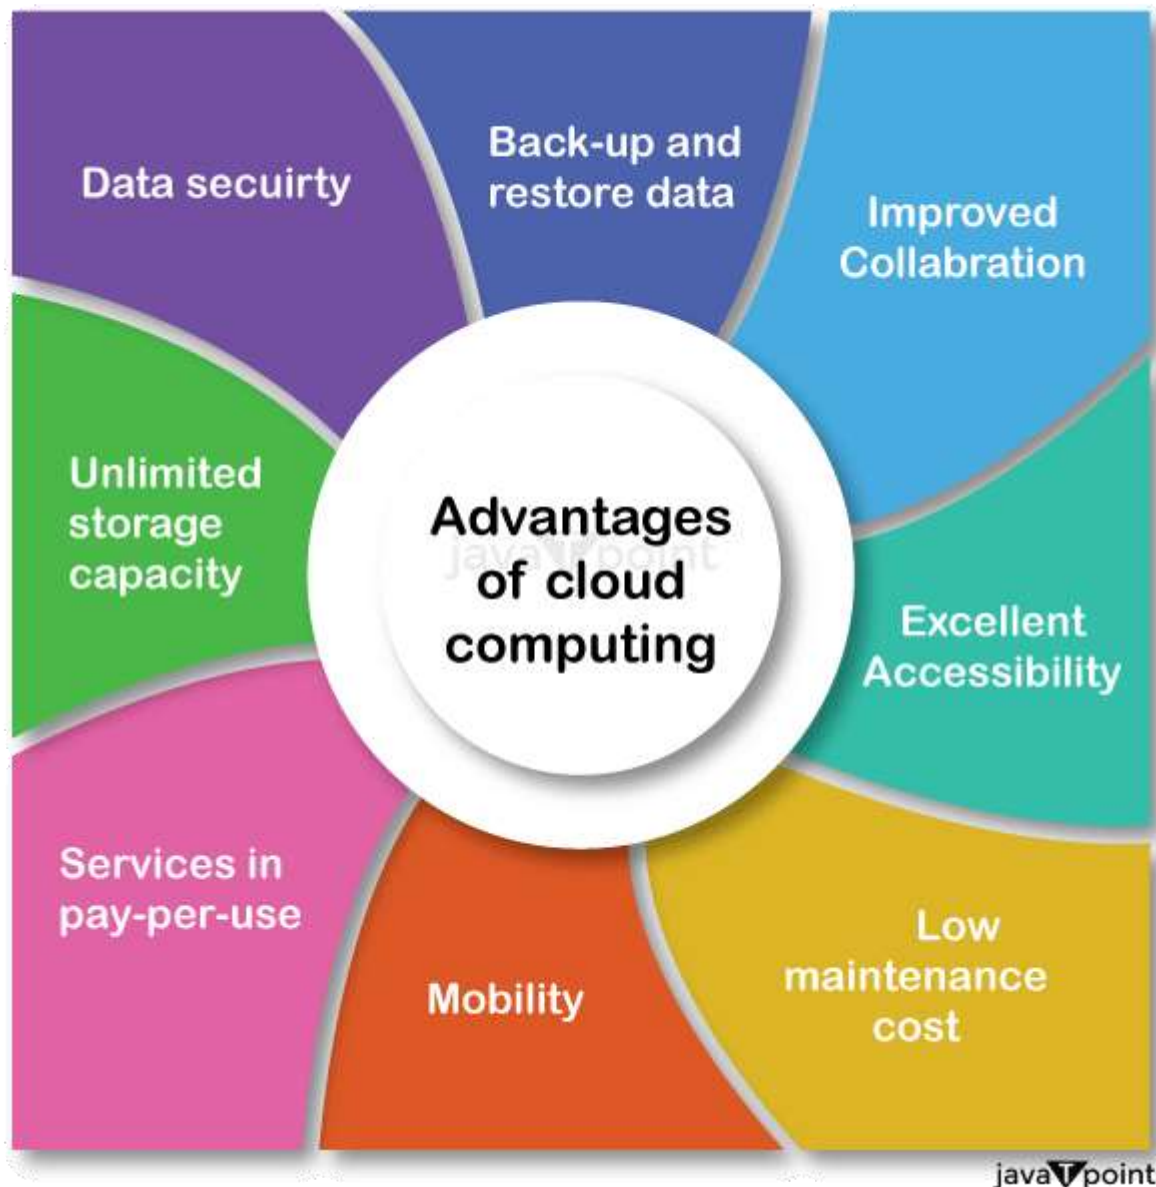 Back-up and
restore data
Data secuirty
Improved
Collabration
Unlimited
storage
capacity
Advantages
of cloud
computing
javaTpoint
Excellent
Accessibility
Services in
pay-per-use
Low
maintenance
cost
Mobility
javaTpoint